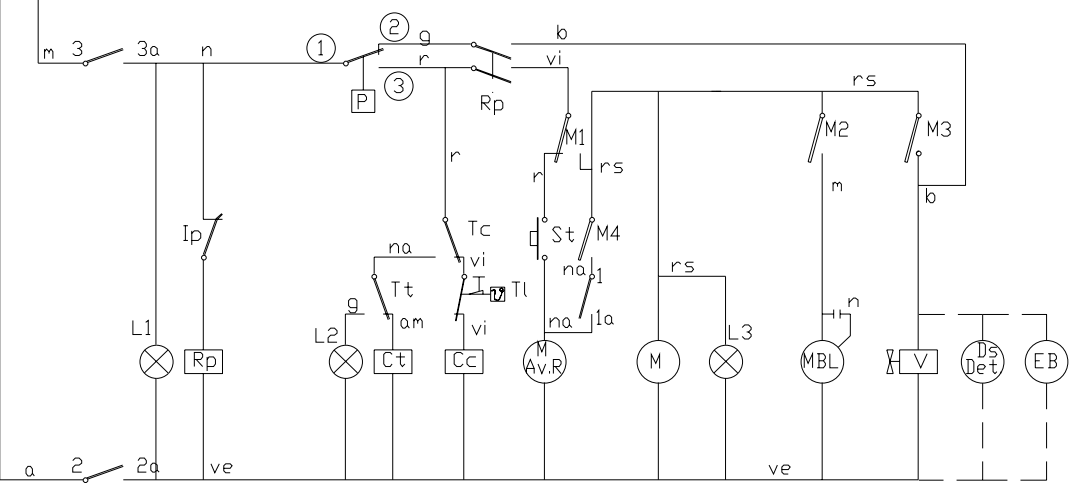 2
1
g
b
m 3 3a n
r
vi
3
P
Rp
rs
M1
M2
M3
r
rs
r
m
b
Ip
Tc
St
M4
na
vi
na
1
Tt
T
Tl
rs
g
am
vi
na
1a
n
L1
L2
L3
Rp
Ct
Cc
M
Av.R
M
MBL
V
Ds
Det
EB
a 2 2a ve
ve